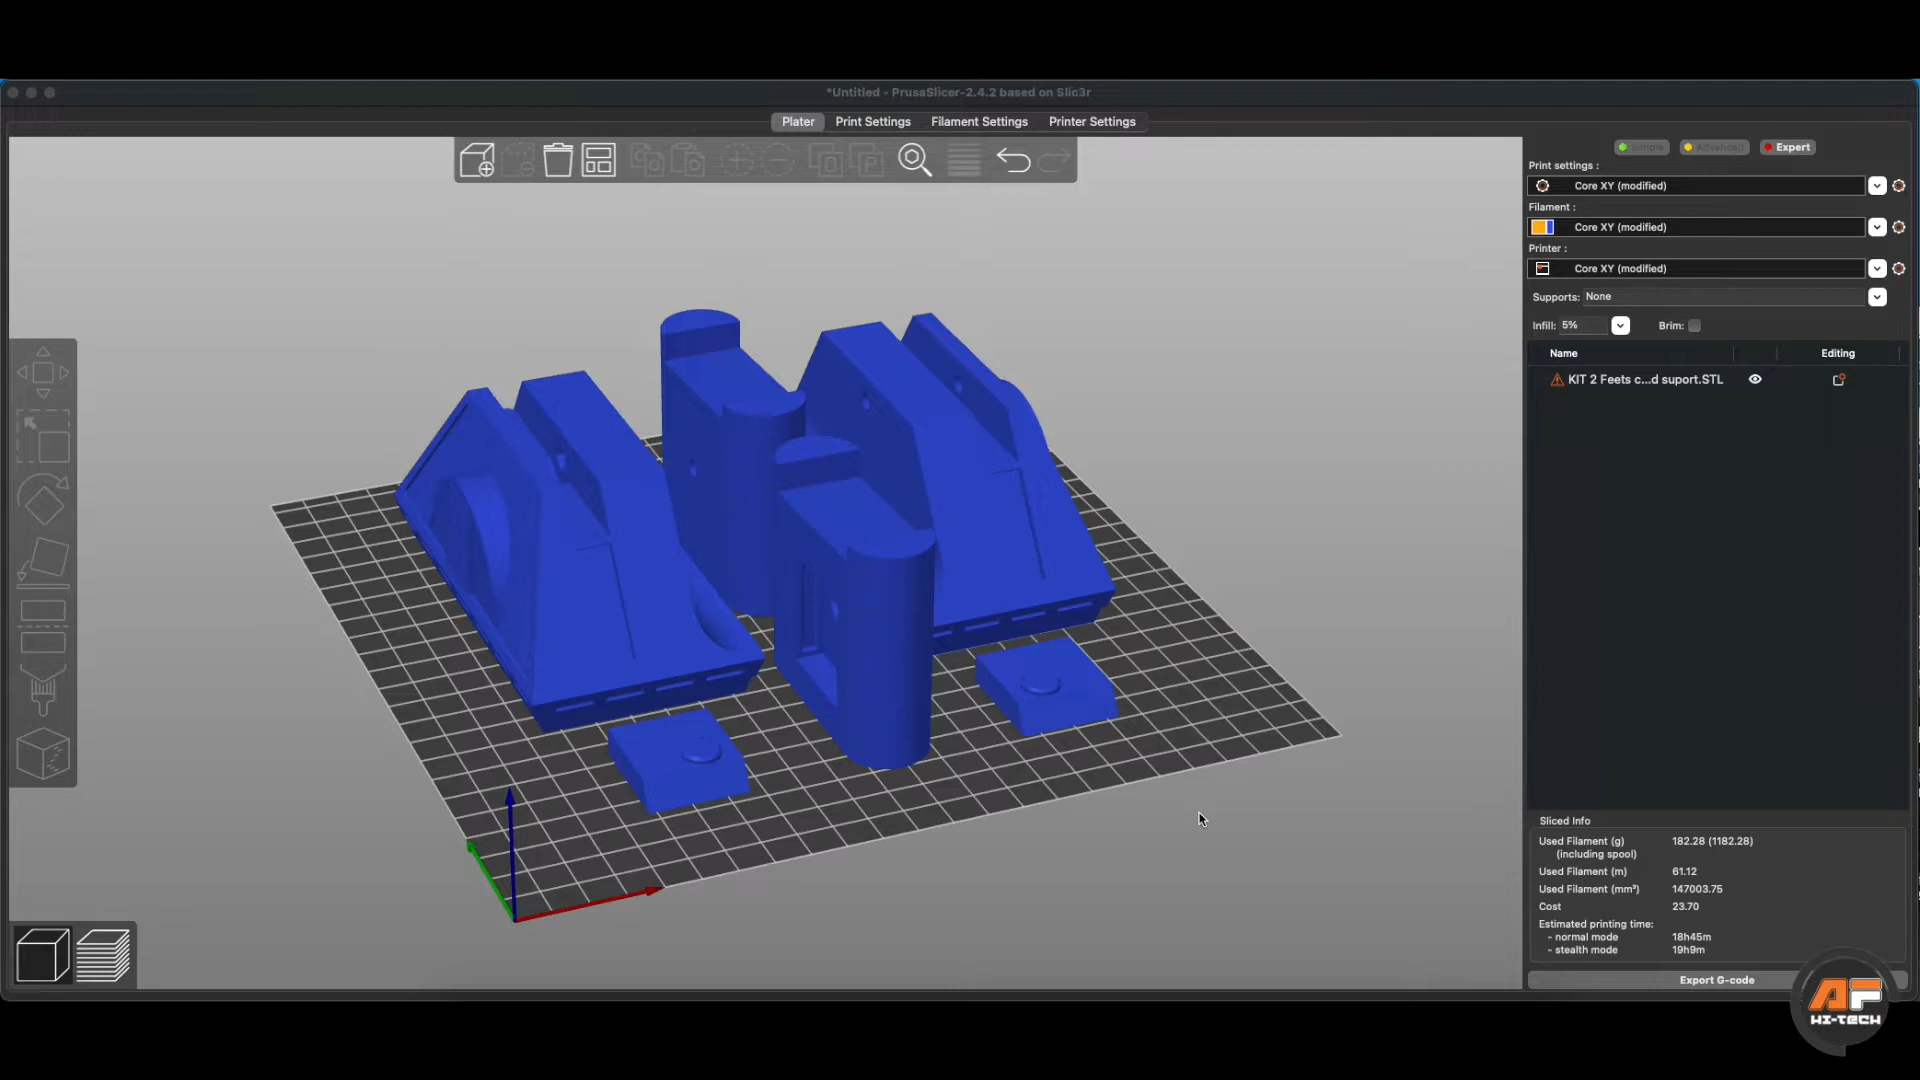 *Untitled - PrusaSlicer-2.4.2 based on Slic3r
Plater Print Settings Filament Settings Printer Settings
Simple Advanced Expert
Print settings :
Core XY (modified)
Filament :
Core XY (modified)
Printer :
Core XY (modified)
Supports: None
Infill: 5% Brim:
Name Editing
KIT 2 Feets c...d suport.STL
Sliced Info
Used Filament (g) 182.28 (1182.28)
(including spool)
Used Filament (m) 61.12
Used Filament (mm³) 147003.75
Cost 23.70
Estimated printing time:
- normal mode 18h45m
- stealth mode 19h9m
Export G-code
AF
HI-TECH